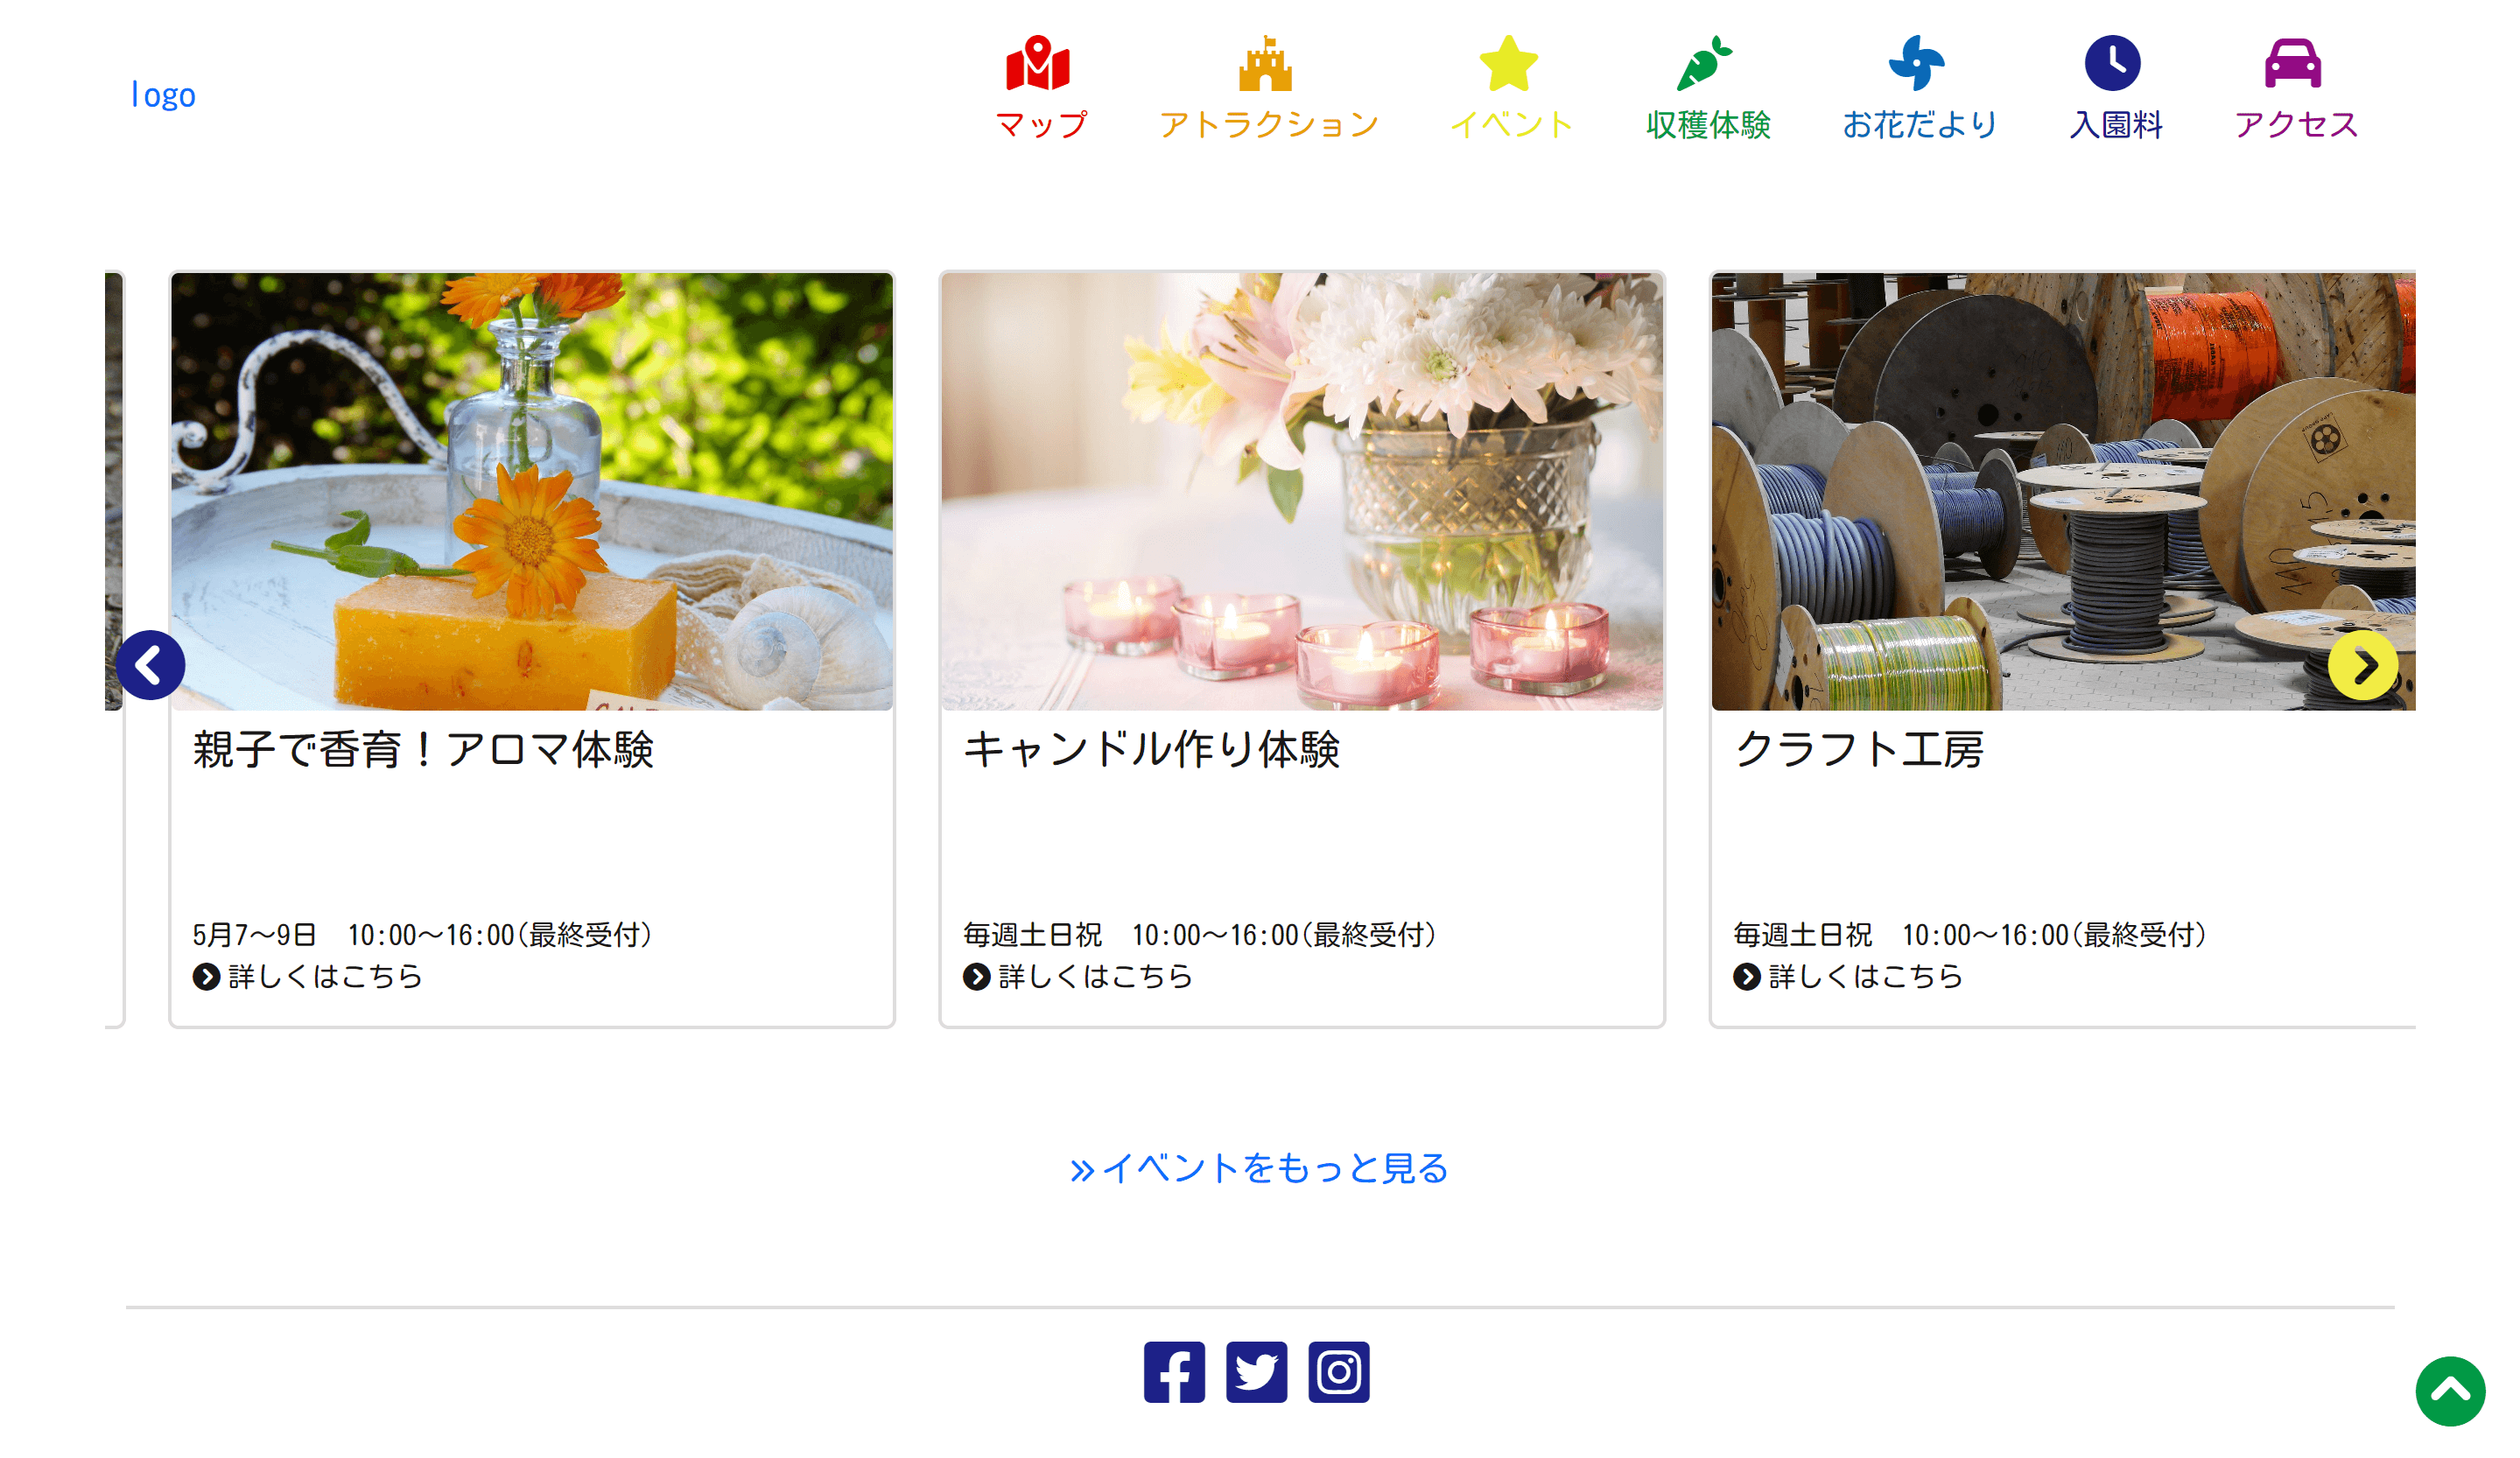 logo
マップ
アトラクション
イベント
収穫体験
お花だより
入園料
アクセス
親子で香育！アロマ体験
5月7～9日　10:00～16:00(最終受付)
詳しくはこちら
キャンドル作り体験
毎週土日祝　10:00～16:00(最終受付)
詳しくはこちら
クラフト工房
毎週土日祝　10:00～16:00(最終受付)
詳しくはこちら
イベントをもっと見る